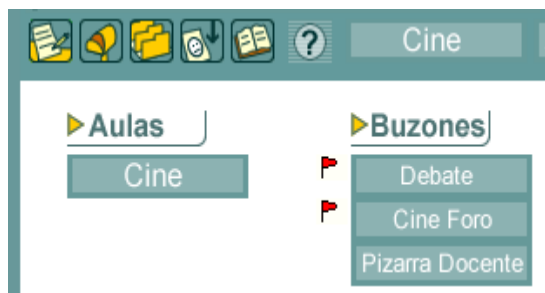 ? Cine
Aulas
Cine
Buzones
Debate
Cine Foro
Pizarra Docente